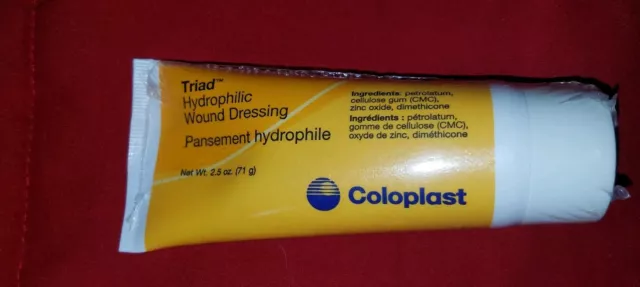 Triad™
Hydrophilic
Wound Dressing
Pansement hydrophile
Net Wt. 2.5 oz. (71 g)
Ingredients: petrolatum,
cellulose gum (CMC),
zinc oxide, dimethicone
Ingrédients : pétrolatum,
gomme de cellulose (CMC),
oxyde de zinc, diméthicone
Coloplast